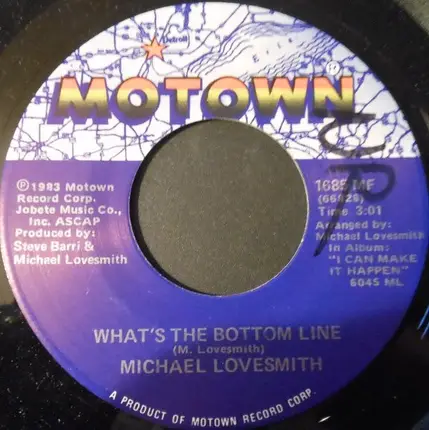 Detroit
MOTOWN®
℗ 1983 Motown
Record Corp.
Jobete Music Co.,
Inc. ASCAP
Produced by:
Steve Barri &
Michael Lovesmith
1685 MF
Time 3:01
Arranged by:
Michael Lovesmith
In Album:
"I CAN MAKE
IT HAPPEN"
6045 ML
WHAT'S THE BOTTOM LINE
(M. Lovesmith)
MICHAEL LOVESMITH
A PRODUCT OF MOTOWN RECORD CORP.